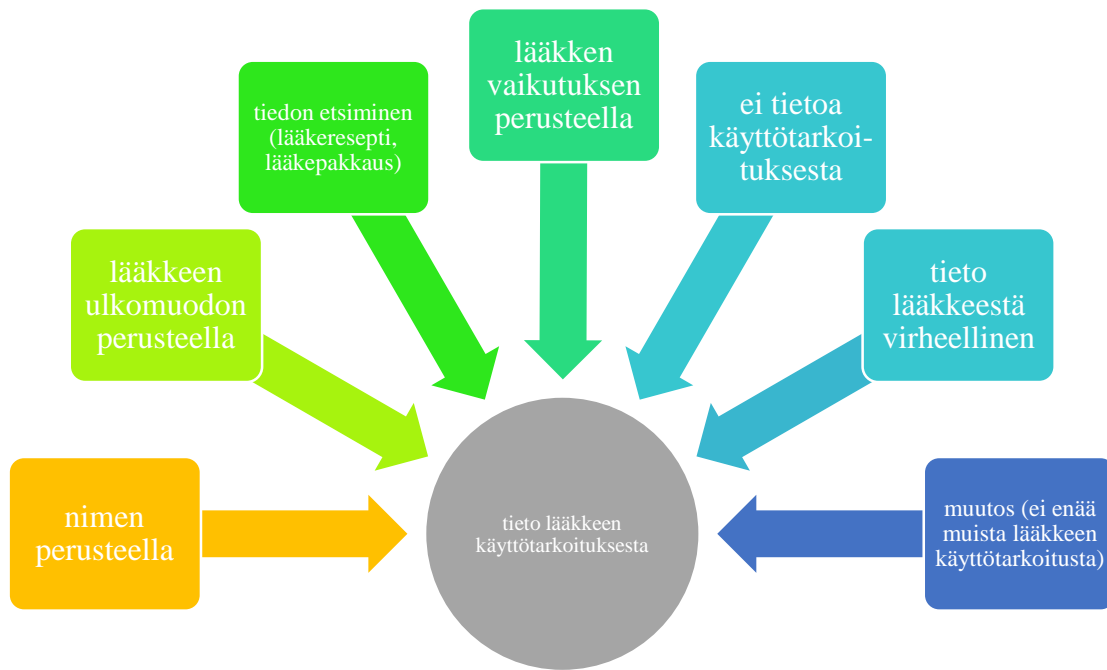 nimen
perusteella
lääkkeen
ulkomuodon
perusteella
tiedon etsiminen
(lääkeresepti,
lääkepakkaus)
lääkken
vaikutuksen
perusteella
ei tietoa
käyttötarkoi-
tuksesta
tieto
lääkkeestä
virheellinen
muutos (ei enää
muista lääkkeen
käyttötarkoitusta)
tieto lääkkeen
käyttötarkoituksesta